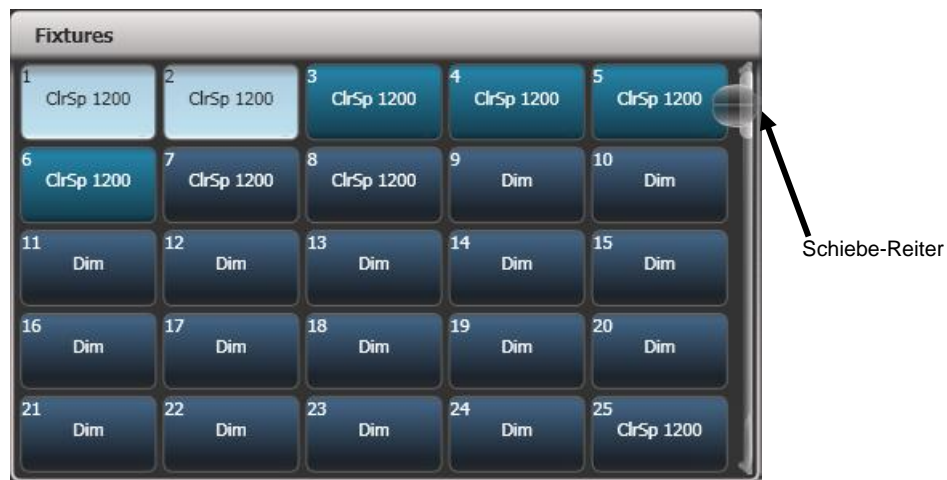 Fixtures
1 2 3 4 5
ClrSp 1200 ClrSp 1200 ClrSp 1200 ClrSp 1200 ClrSp 1200
6 7 8 9 10
ClrSp 1200 ClrSp 1200 ClrSp 1200 Dim Dim
11 12 13 14 15
Dim Dim Dim Dim Dim
Schiebe-Reiter
16 17 18 19 20
Dim Dim Dim Dim Dim
21 22 23 24 25
Dim Dim Dim Dim ClrSp 1200